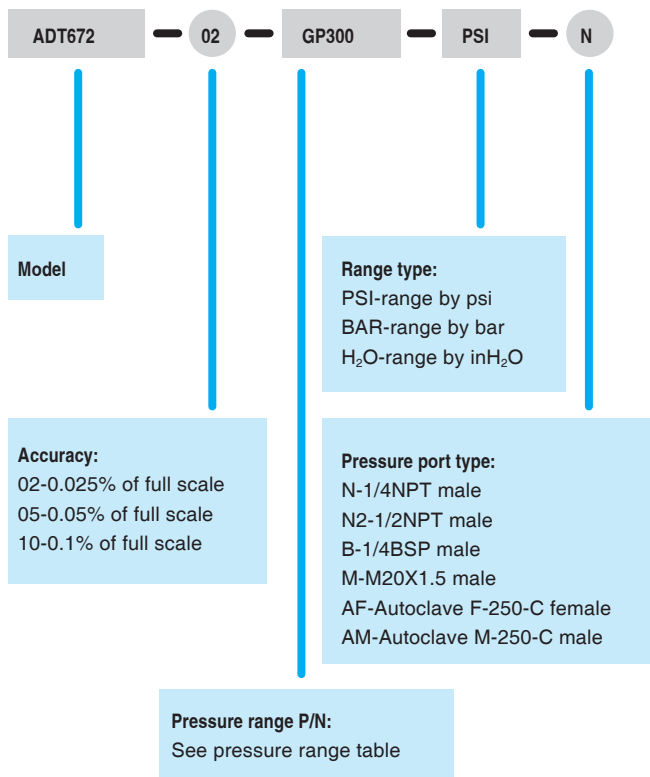 ADT672 02 GP300 PSI N
Model
Range type:
PSI-range by psi
BAR-range by bar
H₂O-range by inH₂O
Accuracy:
02-0.025% of full scale
05-0.05% of full scale
10-0.1% of full scale
Pressure port type:
N-1/4NPT male
N2-1/2NPT male
B-1/4BSP male
M-M20X1.5 male
AF-Autoclave F-250-C female
AM-Autoclave M-250-C male
Pressure range P/N:
See pressure range table